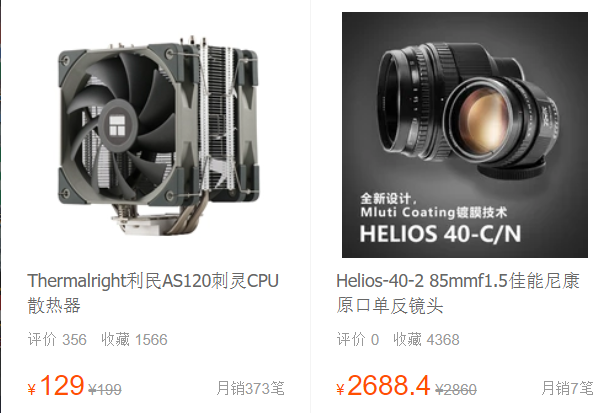 全新设计，
Mluti Coating镀膜技术
HELIOS 40-C/N
Thermalright利民AS120刺灵CPU
散热器
评价 356 收藏 1566
¥129 ¥199 月销373笔
Helios-40-2 85mmf1.5佳能尼康
原口单反镜头
评价 0 收藏 4368
¥2688.4 ¥2860 月销7笔